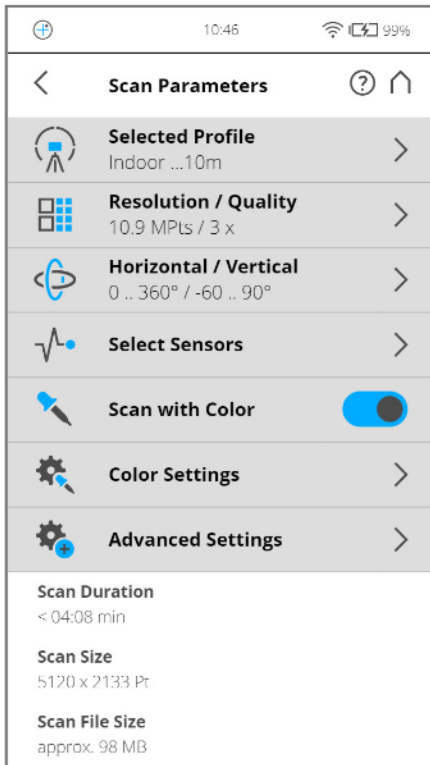 10:46
99%
Scan Parameters
Selected Profile
Indoor ...10m
Resolution / Quality
10.9 MPts / 3 x
Horizontal / Vertical
0 .. 360° / -60 .. 90°
Select Sensors
Scan with Color
Color Settings
Advanced Settings
Scan Duration
< 04:08 min
Scan Size
5120 x 2133 Pt
Scan File Size
approx. 98 MB